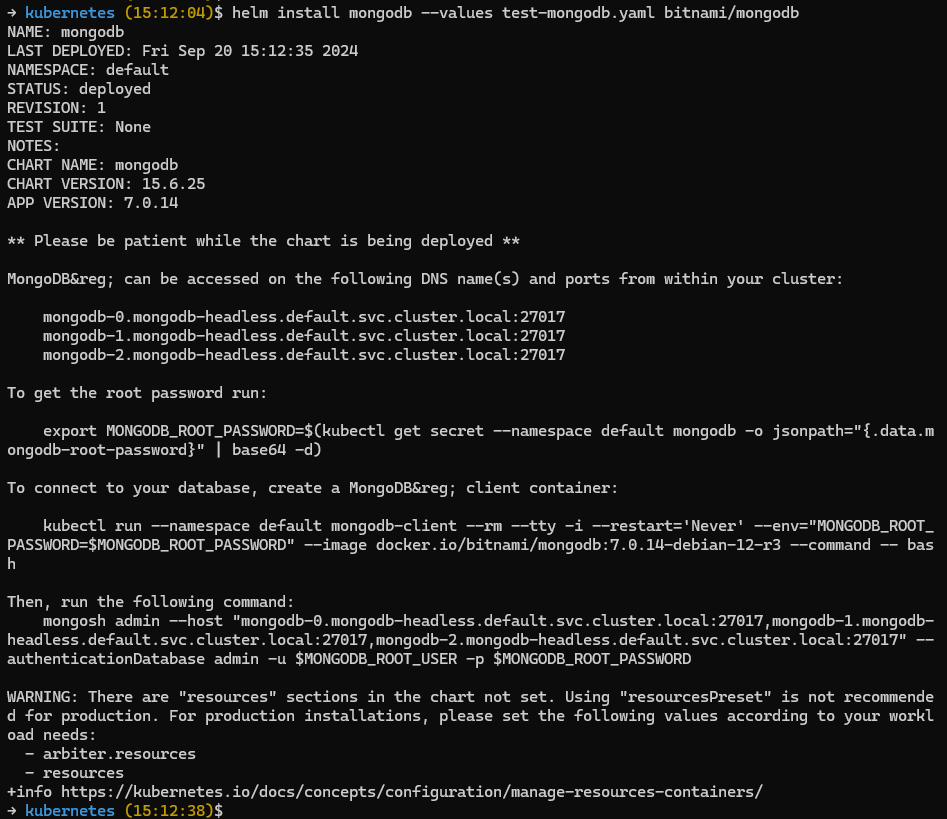 → kubernetes (15:12:04)$ helm install mongodb --values test-mongodb.yaml bitnami/mongodb
NAME: mongodb
LAST DEPLOYED: Fri Sep 20 15:12:35 2024
NAMESPACE: default
STATUS: deployed
REVISION: 1
TEST SUITE: None
NOTES:
CHART NAME: mongodb
CHART VERSION: 15.6.25
APP VERSION: 7.0.14

** Please be patient while the chart is being deployed **

MongoDB&reg; can be accessed on the following DNS name(s) and ports from within your cluster:

    mongodb-0.mongodb-headless.default.svc.cluster.local:27017
    mongodb-1.mongodb-headless.default.svc.cluster.local:27017
    mongodb-2.mongodb-headless.default.svc.cluster.local:27017

To get the root password run:

    export MONGODB_ROOT_PASSWORD=$(kubectl get secret --namespace default mongodb -o jsonpath="{.data.m
ongodb-root-password}" | base64 -d)

To connect to your database, create a MongoDB&reg; client container:

    kubectl run --namespace default mongodb-client --rm --tty -i --restart='Never' --env="MONGODB_ROOT_
PASSWORD=$MONGODB_ROOT_PASSWORD" --image docker.io/bitnami/mongodb:7.0.14-debian-12-r3 --command -- bas
h

Then, run the following command:
    mongosh admin --host "mongodb-0.mongodb-headless.default.svc.cluster.local:27017,mongodb-1.mongodb-
headless.default.svc.cluster.local:27017,mongodb-2.mongodb-headless.default.svc.cluster.local:27017" --
authenticationDatabase admin -u $MONGODB_ROOT_USER -p $MONGODB_ROOT_PASSWORD

WARNING: There are "resources" sections in the chart not set. Using "resourcesPreset" is not recommende
d for production. For production installations, please set the following values according to your workl
oad needs:
  - arbiter.resources
  - resources
+info https://kubernetes.io/docs/concepts/configuration/manage-resources-containers/
→ kubernetes (15:12:38)$